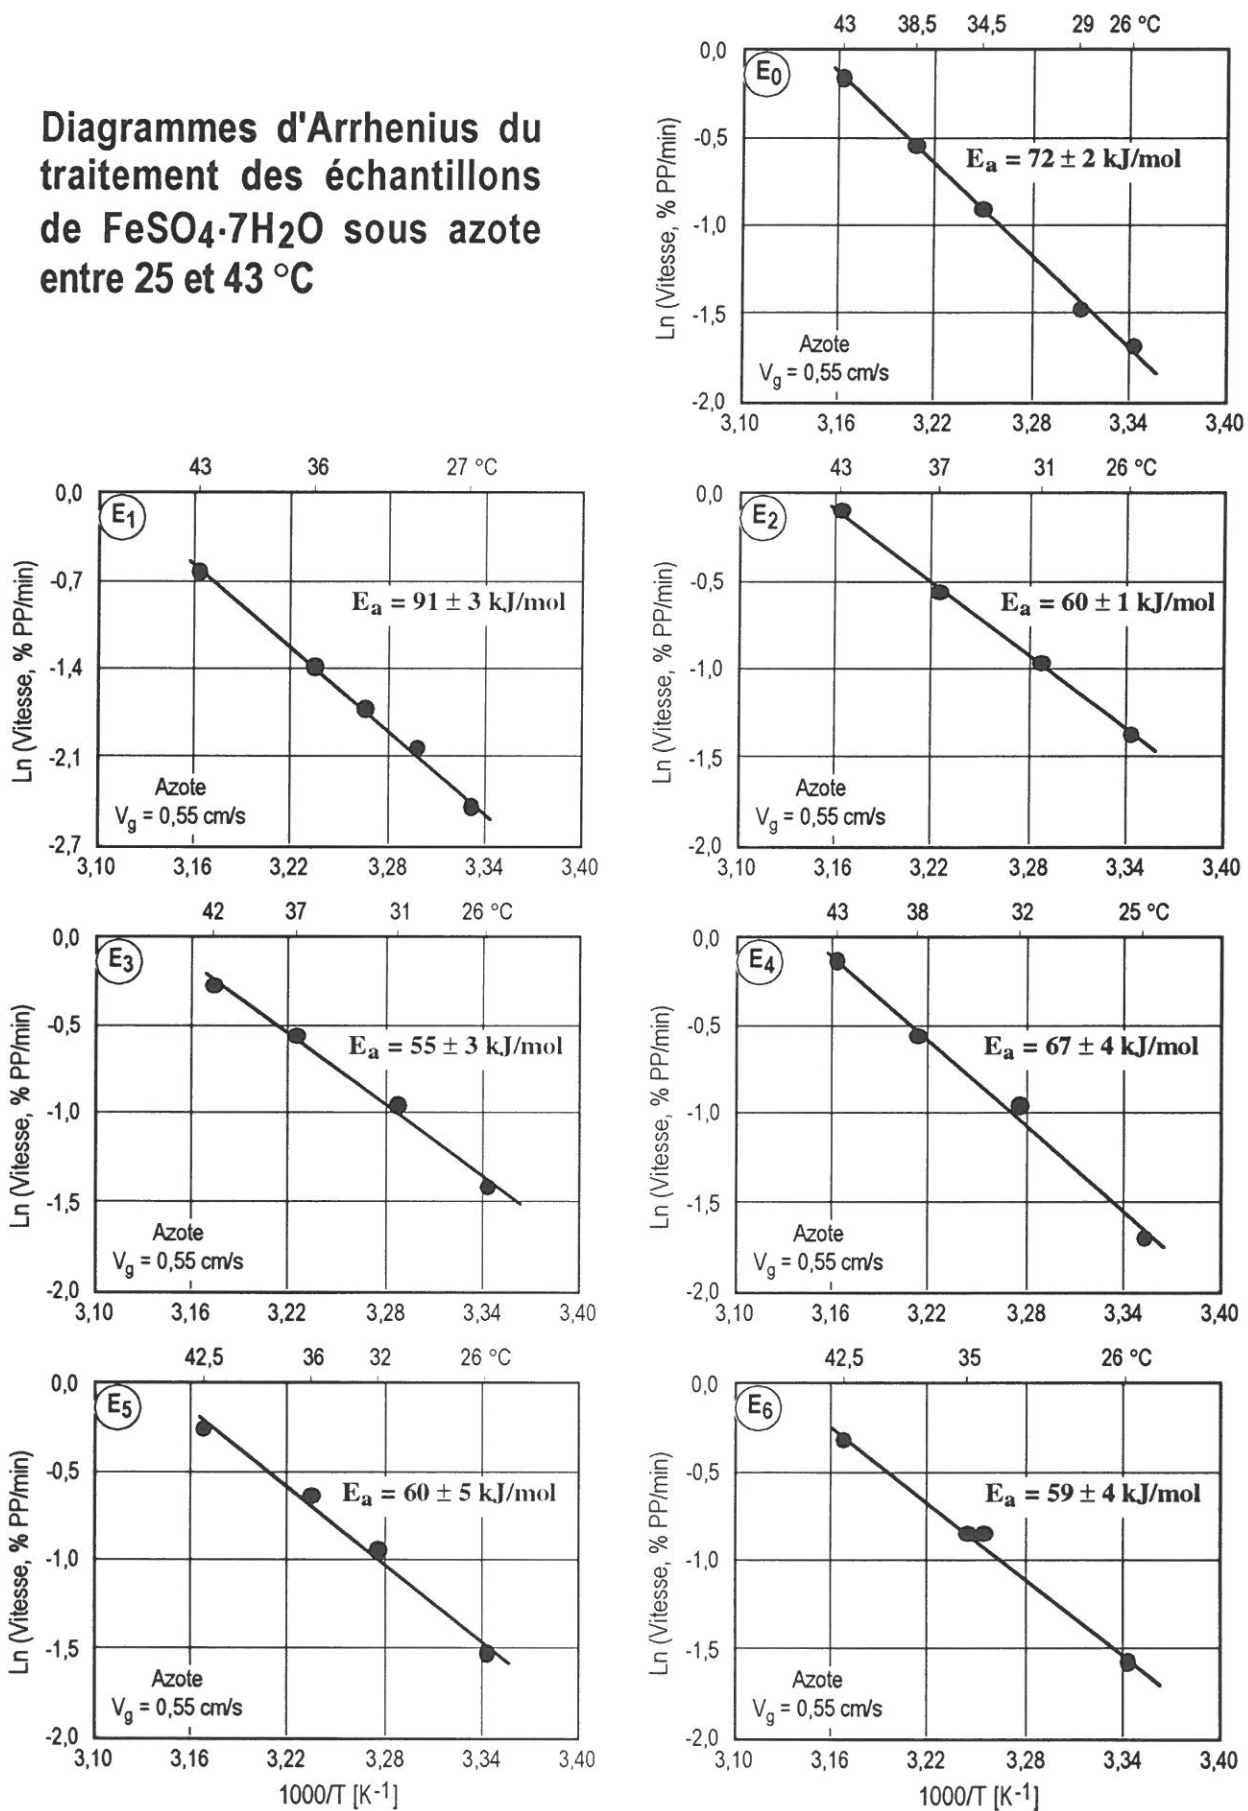 Diagrammes d'Arrhenius du
traitement des échantillons
de FeSO4·7H2O sous azote
entre 25 et 43 °C
43 38,5 34,5 29 26 °C
E0
0,0
-0,5
-1,0
-1,5
-2,0
Ln (Vitesse, % PP/min)
Ea = 72 ± 2 kJ/mol
Azote
Vg = 0,55 cm/s
3,10 3,16 3,22 3,28 3,34 3,40
43 36 27 °C
E1
0,0
-0,7
-1,4
-2,1
-2,7
Ln (Vitesse, % PP/min)
Ea = 91 ± 3 kJ/mol
Azote
Vg = 0,55 cm/s
3,10 3,16 3,22 3,28 3,34 3,40
43 37 31 26 °C
E2
0,0
-0,5
-1,0
-1,5
-2,0
Ln (Vitesse, % PP/min)
Ea = 60 ± 1 kJ/mol
Azote
Vg = 0,55 cm/s
3,10 3,16 3,22 3,28 3,34 3,40
42 37 31 26 °C
E3
0,0
-0,5
-1,0
-1,5
-2,0
Ln (Vitesse, % PP/min)
Ea = 55 ± 3 kJ/mol
Azote
Vg = 0,55 cm/s
3,10 3,16 3,22 3,28 3,34 3,40
43 38 32 25 °C
E4
0,0
-0,5
-1,0
-1,5
-2,0
Ln (Vitesse, % PP/min)
Ea = 67 ± 4 kJ/mol
Azote
Vg = 0,55 cm/s
3,10 3,16 3,22 3,28 3,34 3,40
42,5 36 32 26 °C
E5
0,0
-0,5
-1,0
-1,5
-2,0
Ln (Vitesse, % PP/min)
Ea = 60 ± 5 kJ/mol
Azote
Vg = 0,55 cm/s
3,10 3,16 3,22 3,28 3,34 3,40
1000/T [K-1]
42,5 35 26 °C
E6
0,0
-0,5
-1,0
-1,5
-2,0
Ln (Vitesse, % PP/min)
Ea = 59 ± 4 kJ/mol
Azote
Vg = 0,55 cm/s
3,10 3,16 3,22 3,28 3,34 3,40
1000/T [K-1]